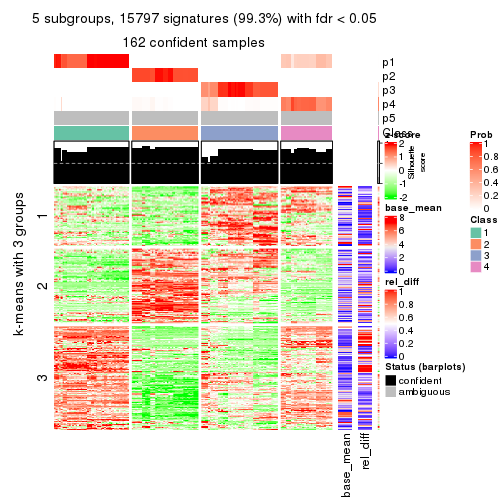 5 subgroups, 15797 signatures (99.3%) with fdr < 0.05
162 confident samples
p1
p2
p3
p4
p5
Class
k-means with 3 groups
1
2
3
Silhouette
score
base_mean
rel_diff
z-score
2
1
0
-1
-2
base_mean
8
6
4
2
0
rel_diff
1
0.8
0.6
0.4
0.2
0
Status (barplots)
confident
ambiguous
Prob
1
0.8
0.6
0.4
0.2
0
Class
1
2
3
4